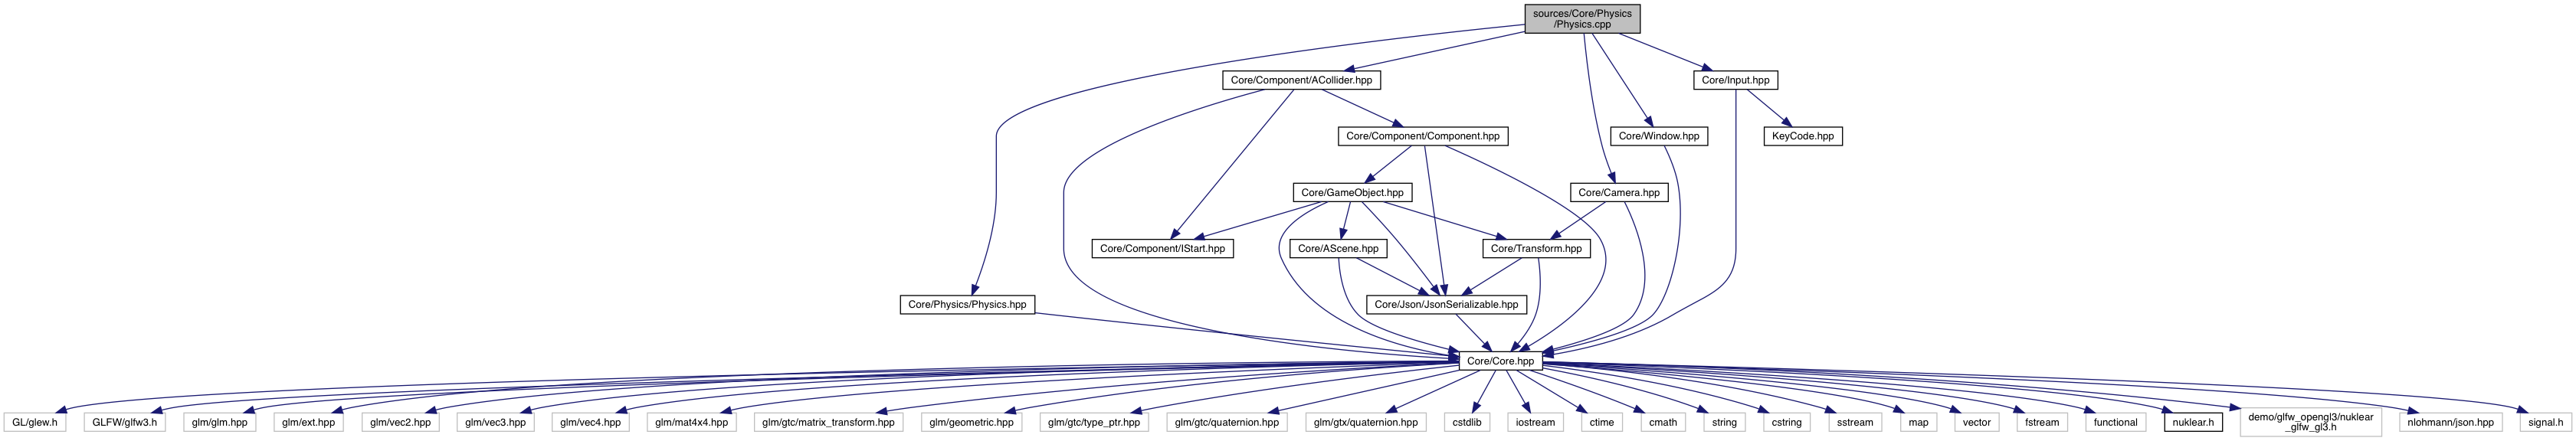 sources/Core/Physics
/Physics.cpp
Core/Component/ACollider.hpp
Core/Input.hpp
Core/Component/Component.hpp
Core/Window.hpp
KeyCode.hpp
Core/GameObject.hpp
Core/Camera.hpp
Core/Component/IStart.hpp
Core/AScene.hpp
Core/Transform.hpp
Core/Physics/Physics.hpp
Core/Json/JsonSerializable.hpp
Core/Core.hpp
GL/glew.h
GLFW/glfw3.h
glm/glm.hpp
glm/ext.hpp
glm/vec2.hpp
glm/vec3.hpp
glm/vec4.hpp
glm/mat4x4.hpp
glm/gtc/matrix_transform.hpp
glm/geometric.hpp
glm/gtc/type_ptr.hpp
glm/gtc/quaternion.hpp
glm/gtx/quaternion.hpp
cstdlib
iostream
ctime
cmath
string
cstring
sstream
map
vector
fstream
functional
nuklear.h
demo/glfw_opengl3/nuklear
_glfw_gl3.h
nlohmann/json.hpp
signal.h